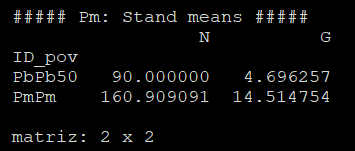 ##### Pm: Stand means #####
N G
ID_pov
PbPb50 90.000000 4.696257
PmPm 160.909091 14.514754
matriz: 2 x 2